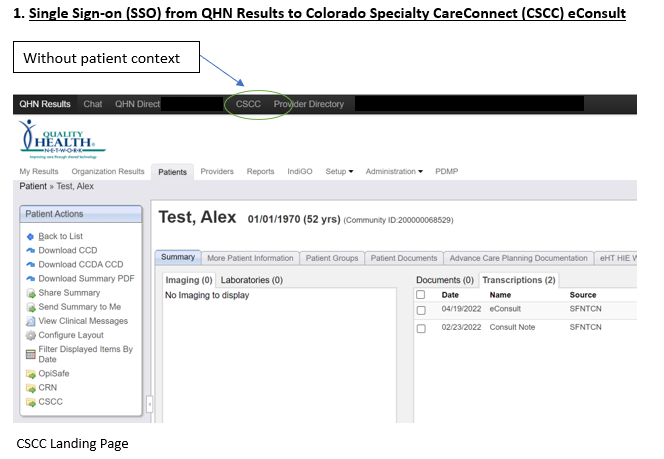 1. Single Sign-on (SSO) from QHN Results to Colorado Specialty CareConnect (CSCC) eConsult
Without patient context
QHN Results Chat QHN Direct CSCC Provider Directory
QUALITY
HEALTH
NETWORK
Improving care through shared technology
My Results Organization Results Patients Providers Reports IndiGO Setup Administration PDMP
Patient » Test, Alex
Patient Actions
Back to List
Download CCD
Download CCDA CCD
Download Summary PDF
Share Summary
Send Summary to Me
View Clinical Messages
Configure Layout
Filter Displayed Items By
Date
OpiSafe
CRN
CSCC
Test, Alex 01/01/1970 (52 yrs) (Community ID:200000068529)
Summary More Patient Information Patient Groups Patient Documents Advance Care Planning Documentation eHT HIE W
Imaging (0) Laboratories (0)
No Imaging to display
Documents (0) Transcriptions (2)
Date Name Source
04/19/2022 eConsult SFNTCN
02/23/2022 Consult Note SFNTCN
CSCC Landing Page